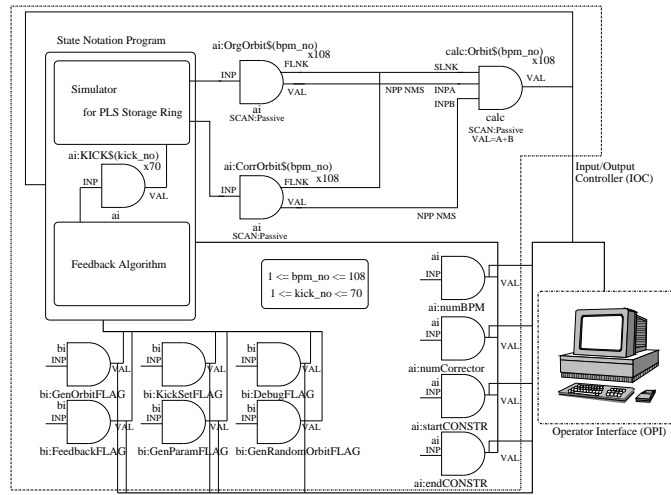 State Notation Program
Simulator
for PLS Storage Ring
ai:KICK$(kick_no)
x70
INP
VAL
ai
Feedback Algorithm
ai:OrgOrbit$(bpm_no)
x108
FLNK
INP
VAL
ai
SCAN:Passive
NPP NMS
calc:Orbit$(bpm_no)
x108
SLNK
VAL
INPA
INPB
calc
SCAN:Passive
VAL=A+B
ai:CorrOrbit$(bpm_no)
x108
FLNK
INP
VAL
ai
SCAN:Passive
NPP NMS
Input/Output
Controller (IOC)
1 <= bpm_no <= 108
1 <= kick_no <= 70
ai
INP
VAL
ai:numBPM
ai
INP
VAL
ai:numCorrector
ai
INP
VAL
ai:startCONSTR
ai
INP
VAL
ai:endCONSTR
bi
INP
VAL
bi:GenOrbitFLAG
bi
INP
VAL
bi:KickSetFLAG
bi
INP
VAL
bi:DebugFLAG
bi
INP
VAL
bi:FeedbackFLAG
bi
INP
VAL
bi:GenParamFLAG
bi
INP
VAL
bi:GenRandomOrbitFLAG
Operator Interface (OPI)